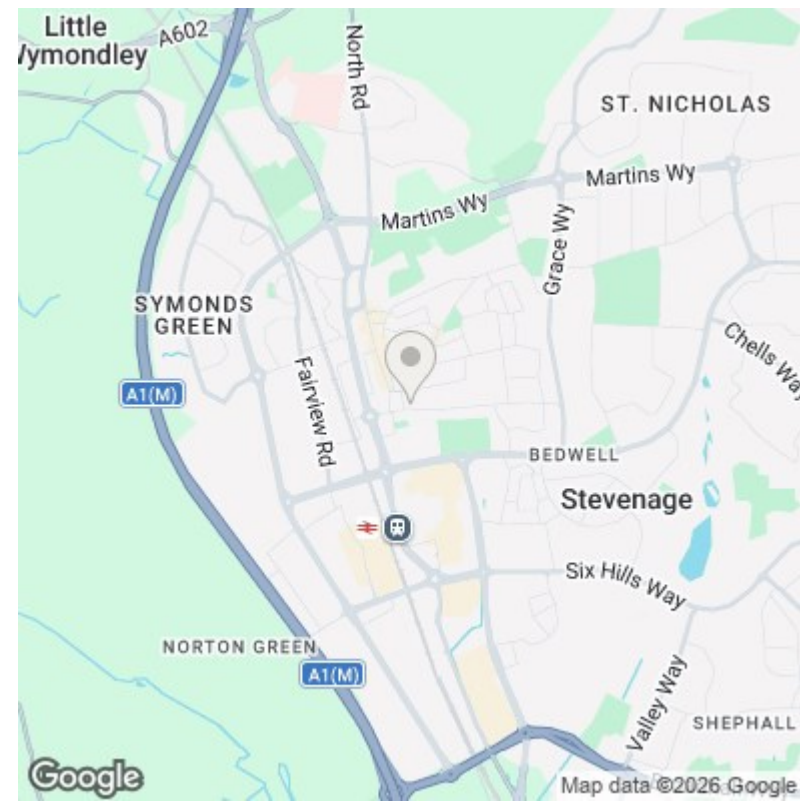 Little
Wymondley
A602
North Rd
ST. NICHOLAS
Martins Wy
Martins Wy
Grace Wy
SYMONDS
GREEN
Chells Way
A1(M)
Fairview Rd
BEDWELL
Stevenage
Six Hills Way
NORTON GREEN
A1(M)
Valley Way
SHEPHALL
Google
Map data ©2026 Google